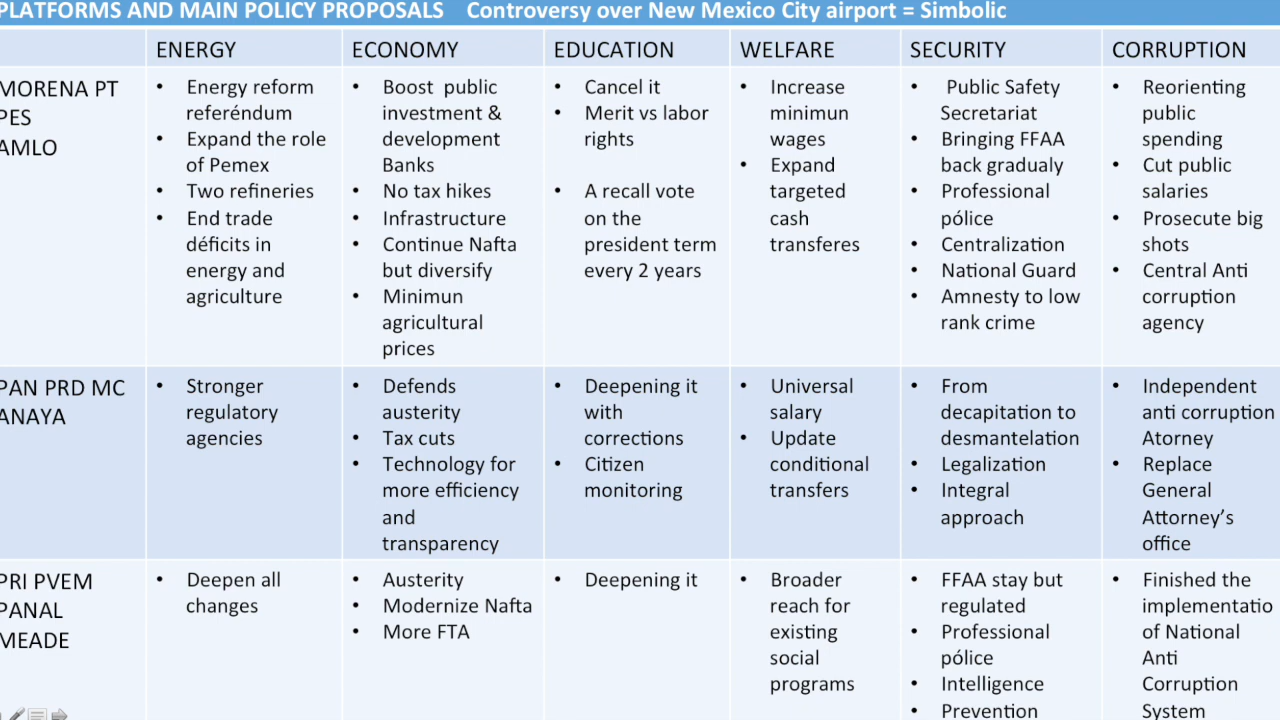 PLATFORMS AND MAIN POLICY PROPOSALS Controversy over New Mexico City airport = Simbolic
ENERGY
ECONOMY
EDUCATION
WELFARE
SECURITY
CORRUPTION
MORENA PT
PES
AMLO
• Energy reform
referéndum
• Expand the role
of Pemex
• Two refineries
• End trade
déficits in
energy and
agriculture
• Boost public
investment &
development
Banks
• No tax hikes
• Infrastructure
• Continue Nafta
but diversify
• Minimun
agricultural
prices
• Cancel it
• Merit vs labor
rights
• A recall vote
on the
president term
every 2 years
• Increase
minimun
wages
• Expand
targeted
cash
transferes
• Public Safety
Secretariat
• Bringing FFAA
back gradualy
• Professional
pólice
• Centralization
• National Guard
• Amnesty to low
rank crime
• Reorienting
public
spending
• Cut public
salaries
• Prosecute big
shots
• Central Anti
corruption
agency
PAN PRD MC
ANAYA
• Stronger
regulatory
agencies
• Defends
austerity
• Tax cuts
• Technology for
more efficiency
and
transparency
• Deepening it
with
corrections
• Citizen
monitoring
• Universal
salary
• Update
conditional
transfers
• From
decapitation to
desmantelation
• Legalization
• Integral
approach
• Independent
anti corruption
Atorney
• Replace
General
Attorney's
office
PRI PVEM
PANAL
MEADE
• Deepen all
changes
• Austerity
• Modernize Nafta
• More FTA
• Deepening it
• Broader
reach for
existing
social
programs
• FFAA stay but
regulated
• Professional
pólice
• Intelligence
• Prevention
• Finished the
implementatio
of National
Anti
Corruption
System